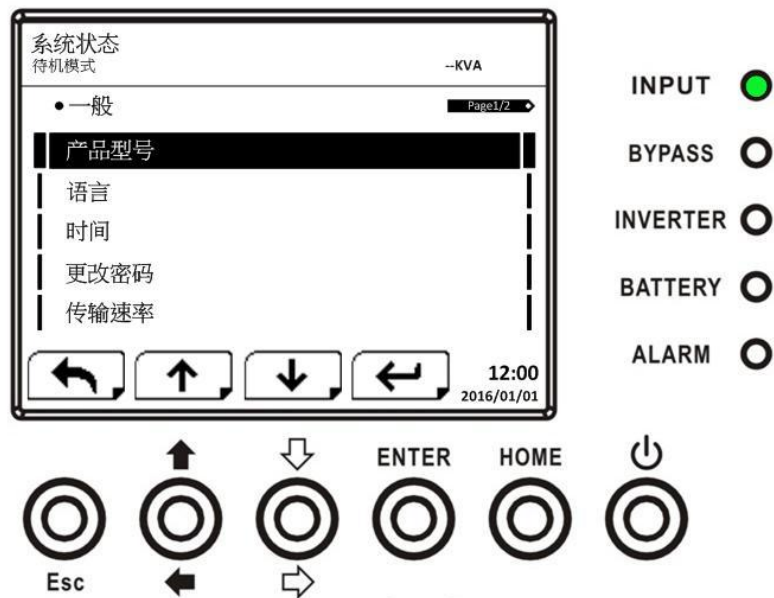 系统状态
待机模式
--KVA
●一般
Page1/2
产品型号
语言
时间
更改密码
传输速率
12:00
2016/01/01
INPUT
BYPASS
INVERTER
BATTERY
ALARM
ENTER
HOME
Esc